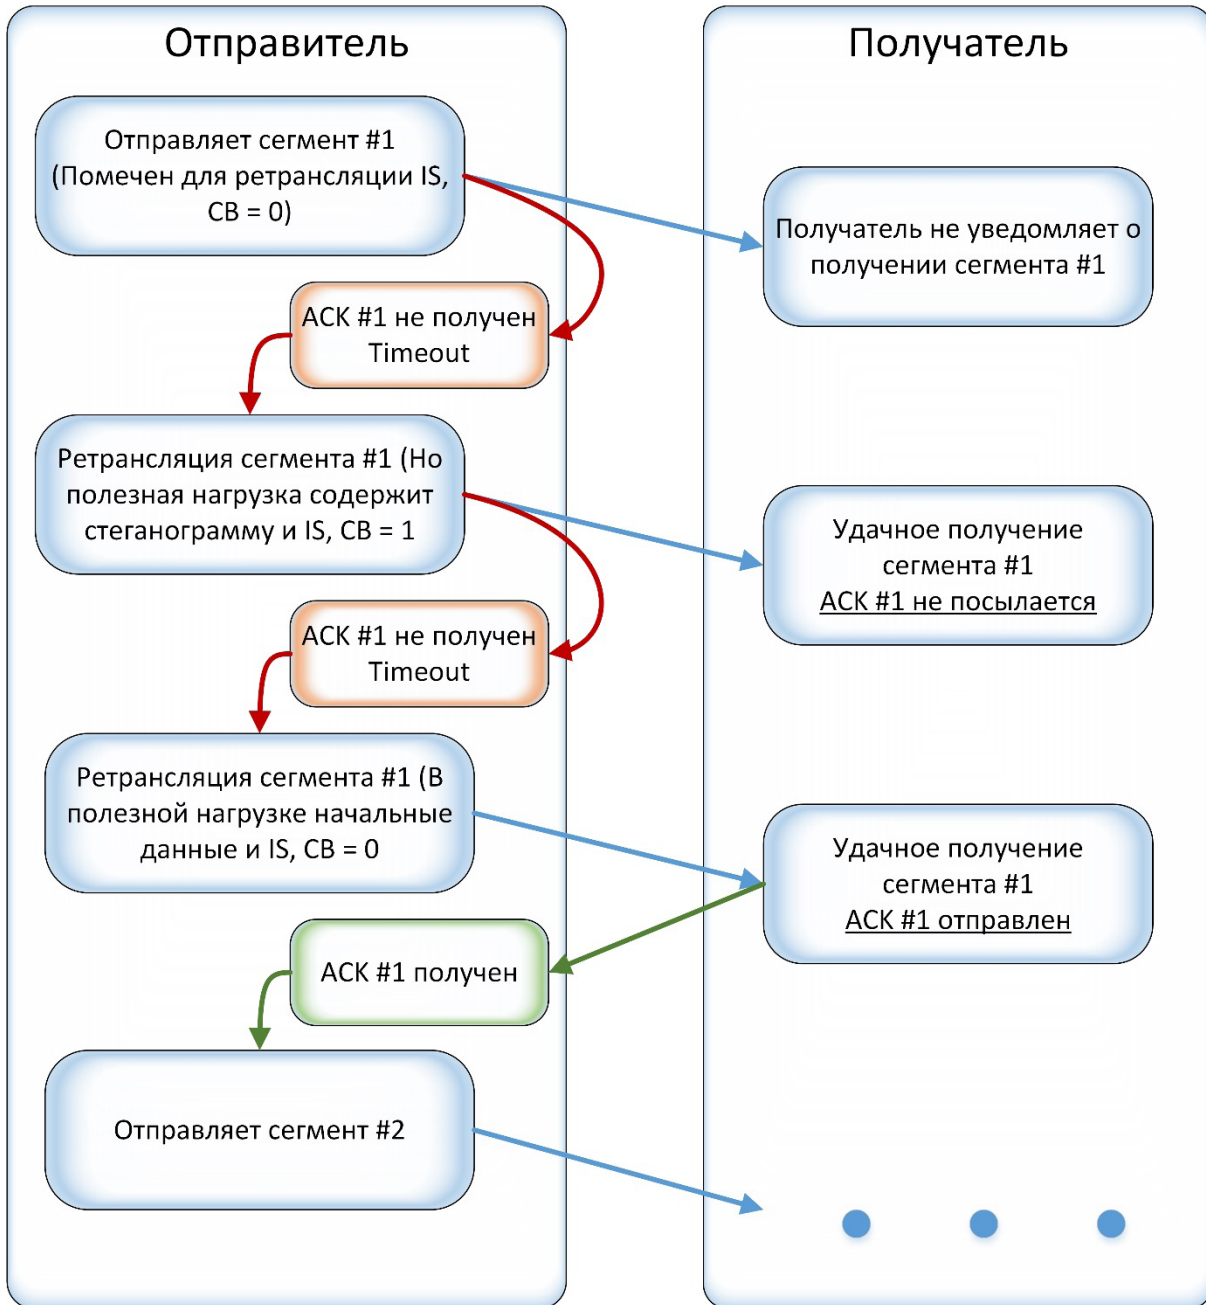 Отправитель
Отправляет сегмент #1
(Помечен для ретрансляции IS,
CB = 0)
ACK #1 не получен
Timeout
Ретрансляция сегмента #1 (Но
полезная нагрузка содержит
стеганограмму и IS, CB = 1
ACK #1 не получен
Timeout
Ретрансляция сегмента #1 (В
полезной нагрузке начальные
данные и IS, CB = 0
ACK #1 получен
Отправляет сегмент #2
Получатель
Получатель не уведомляет о
получении сегмента #1
Удачное получение
сегмента #1
ACK #1 не посылается
Удачное получение
сегмента #1
ACK #1 отправлен